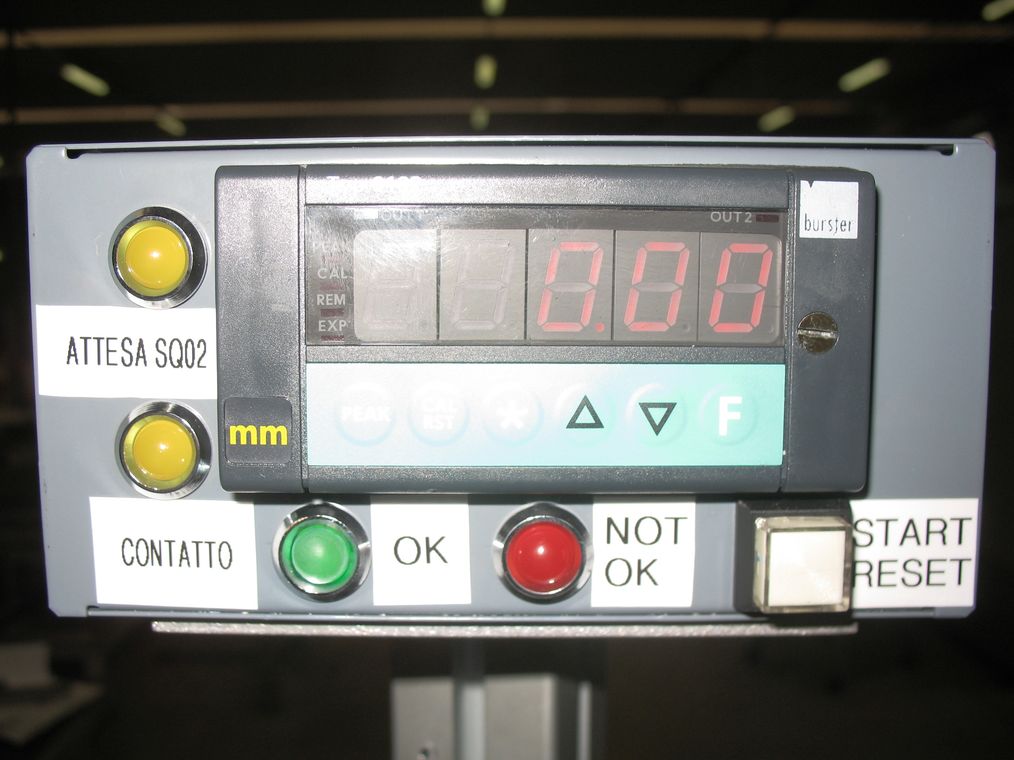 OUT 2
burster
PEAK
CAL
REM
EXP
0.00
ATTESA SQ02
mm
PEAK
CAL
RST
*
F
CONTATTO
OK
NOT
OK
START
RESET